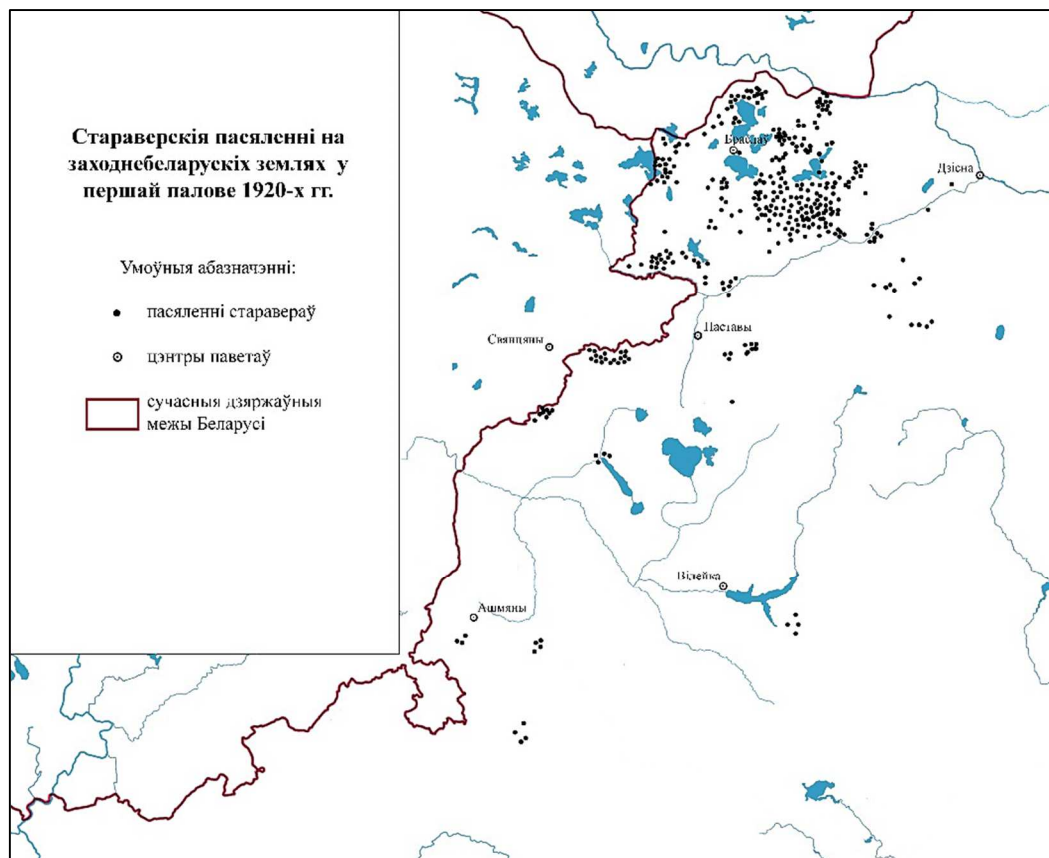 Стараверскія пасяленні на
заходнебеларускіх землях у
першай палове 1920-х гг.
Умоўныя абазначэнні:
пасяленні старавераў
цэнтры паветаў
сучасныя дзяржаўныя
межы Беларусі
Браслаў
Дзісна
Свянцяны
Паставы
Вілейка
Ашмяны